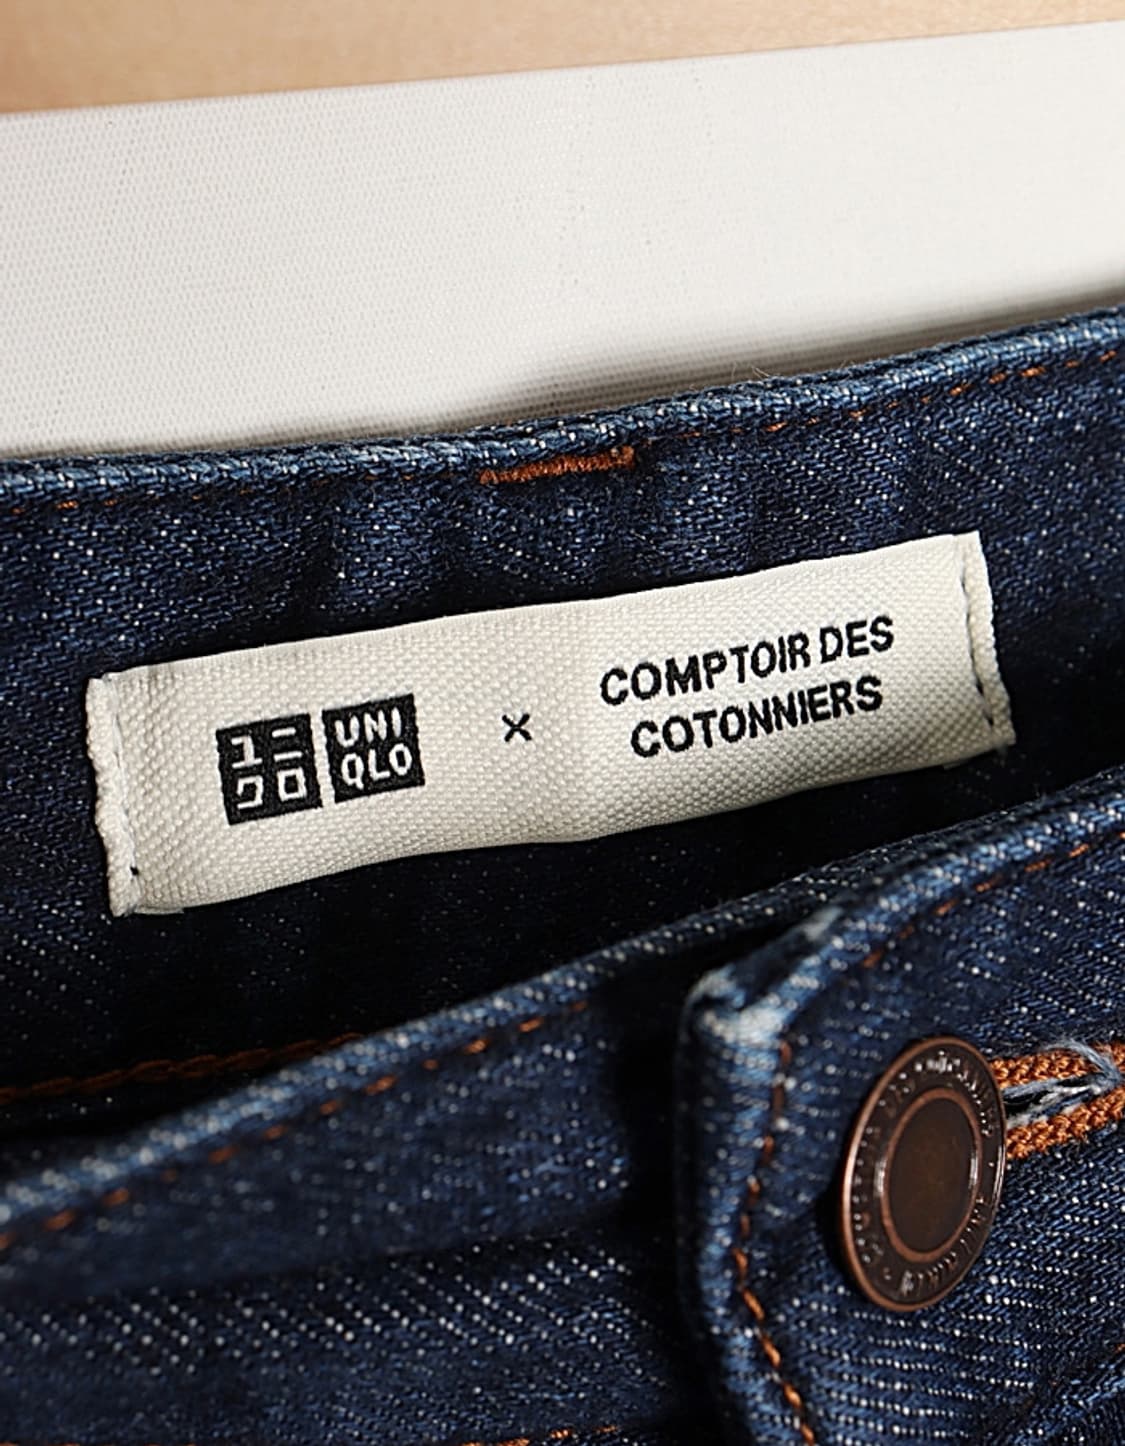 ユニ
クロ
UNI
QLO
×
COMPTOIR DES
COTONNIERS